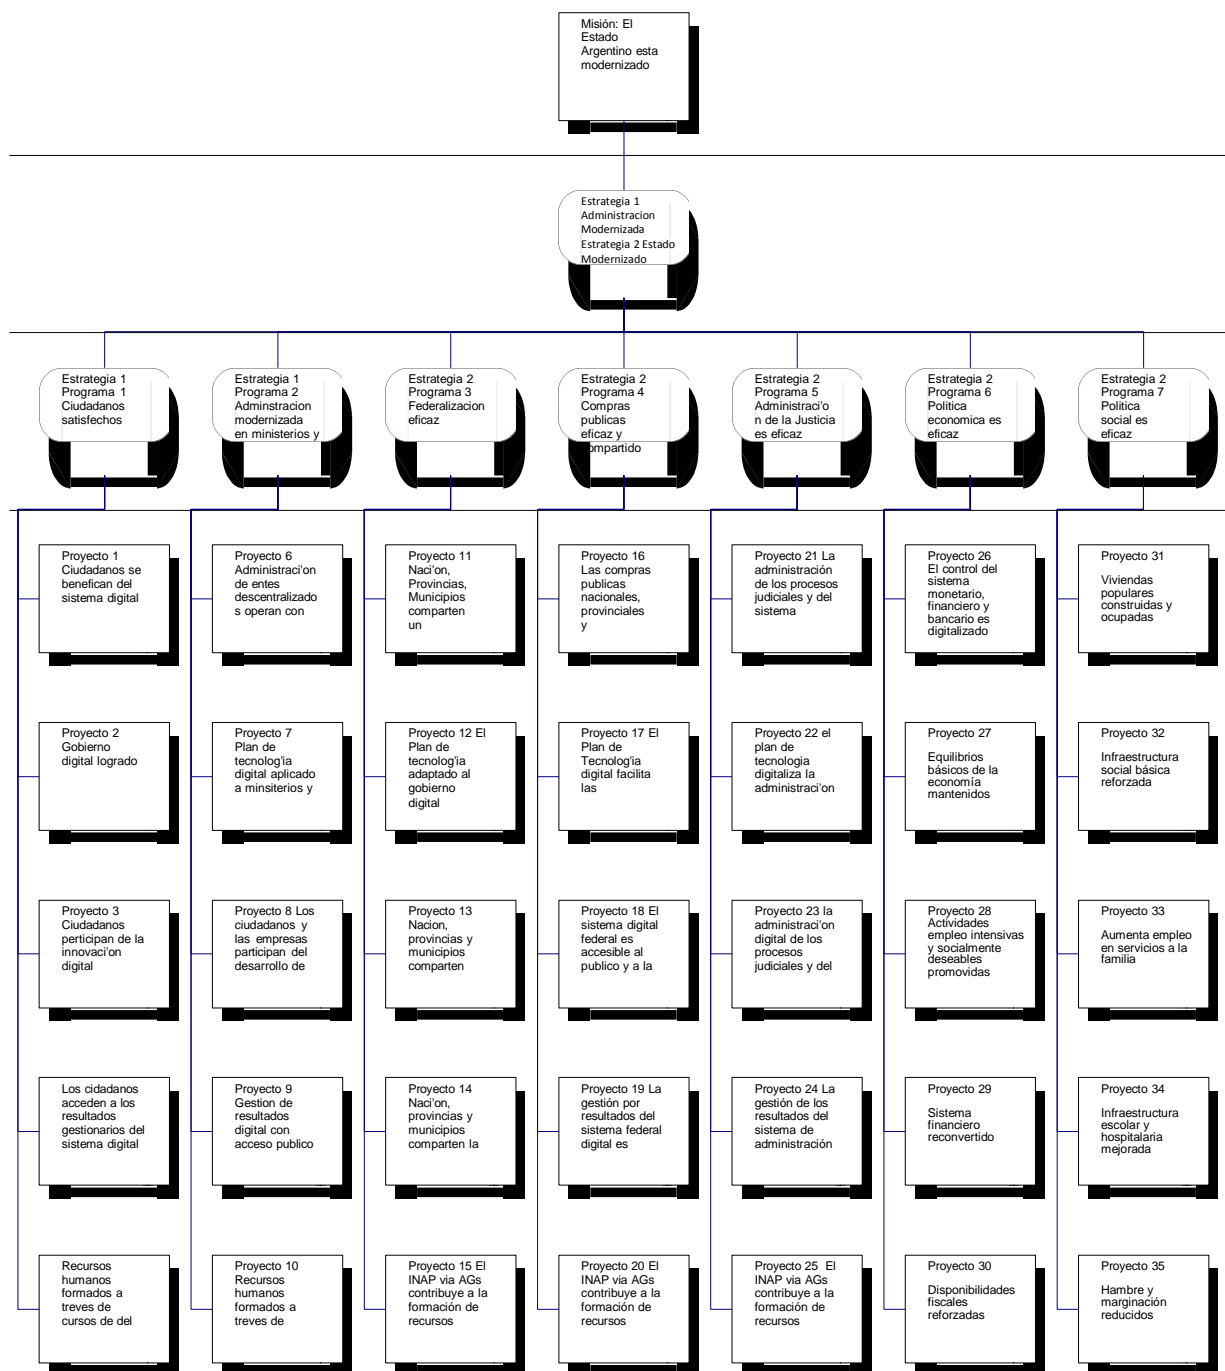 Misión: El
Estado
Argentino esta
modernizado
Estrategia 1
Administracion
Modernizada
Estrategia 2 Estado
Modernizado
Estrategia 1
Programa 1
Ciudadanos
satisfechos
Estrategia 1
Programa 2
Adminstracion
modernizada
en ministerios y
Estrategia 2
Programa 3
Federalizacion
eficaz
Estrategia 2
Programa 4
Compras
publicas
eficaz y
compartido
Estrategia 2
Programa 5
Administraci'o
n de la Justicia
es eficaz
Estrategia 2
Programa 6
Politica
economica es
eficaz
Estrategia 2
Programa 7
Politica
social es
eficaz
Proyecto 1
Ciudadanos se
benefican del
sistema digital
Proyecto 6
Administraci'on
de entes
descentralizado
s operan con
Proyecto 11
Naci'on,
Provincias,
Municipios
comparten
un
Proyecto 16
Las compras
publicas
nacionales,
provinciales
y
Proyecto 21 La
administración
de los procesos
judiciales y del
sistema
Proyecto 26
El control del
sistema
monetario,
financiero y
bancario es
digitalizado
Proyecto 31
Viviendas
populares
construidas y
ocupadas
Proyecto 2
Gobierno
digital logrado
Proyecto 7
Plan de
tecnolog'ia
digital aplicado
a minsiterios y
Proyecto 12 El
Plan de
tecnolog'ia
adaptado al
gobierno
digital
Proyecto 17 El
Plan de
Tecnolog'ia
digital facilita
las
Proyecto 22 el
plan de
tecnologia
digitaliza la
administraci'on
Proyecto 27
Equilibrios
básicos de la
economía
mantenidos
Proyecto 32
Infraestructura
social básica
reforzada
Proyecto 3
Ciudadanos
perticipan de la
innovaci'on
digital
Proyecto 8 Los
ciudadanos y
las empresas
participan del
desarrollo de
Proyecto 13
Nacion,
provincias y
municipios
comparten
Proyecto 18 El
sistema digital
federal es
accesible al
publico y a la
Proyecto 23 la
administraci'on
digital de los
procesos
judiciales y del
Proyecto 28
Actividades
empleo intensivas
y socialmente
deseables
promovidas
Proyecto 33
Aumenta empleo
en servicios a la
familia
Los cidadanos
acceden a los
resultados
gestionarios del
sistema digital
Proyecto 9
Gestion de
resultados
digital con
acceso publico
Proyecto 14
Naci'on,
provincias y
municipios
comparten la
Proyecto 19 La
gestión por
resultados del
sistema federal
digital es
Proyecto 24 La
gestión de los
resultados del
sistema de
administración
Proyecto 29
Sistema
financiero
reconvertido
Proyecto 34
Infraestructura
escolar y
hospitalaria
mejorada
Recursos
humanos
formados a
treves de
cursos de del
Proyecto 10
Recursos
humanos
formados a
treves de
Proyecto 15 El
INAP via AGs
contribuye a la
formación de
recursos
Proyecto 20 El
INAP via AGs
contribuye a la
formación de
recursos
Proyecto 25 El
INAP via AGs
contribuye a la
formación de
recursos
Proyecto 30
Disponibilidades
fiscales
reforzadas
Proyecto 35
Hambre y
marginación
reducidos